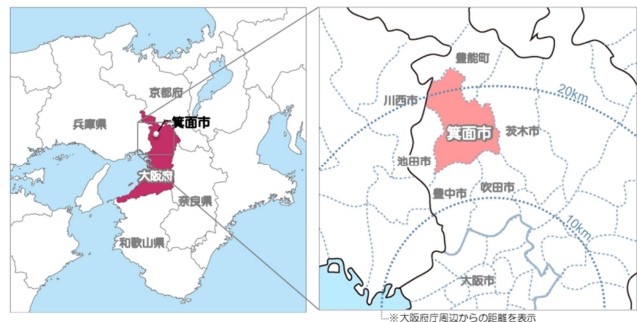 京都府
兵庫県
箕面市
大阪府
奈良県
和歌山県
豊能町
川西市
20km
箕面市
茨木市
池田市
豊中市
吹田市
10km
大阪市
※大阪府庁周辺からの距離を表示